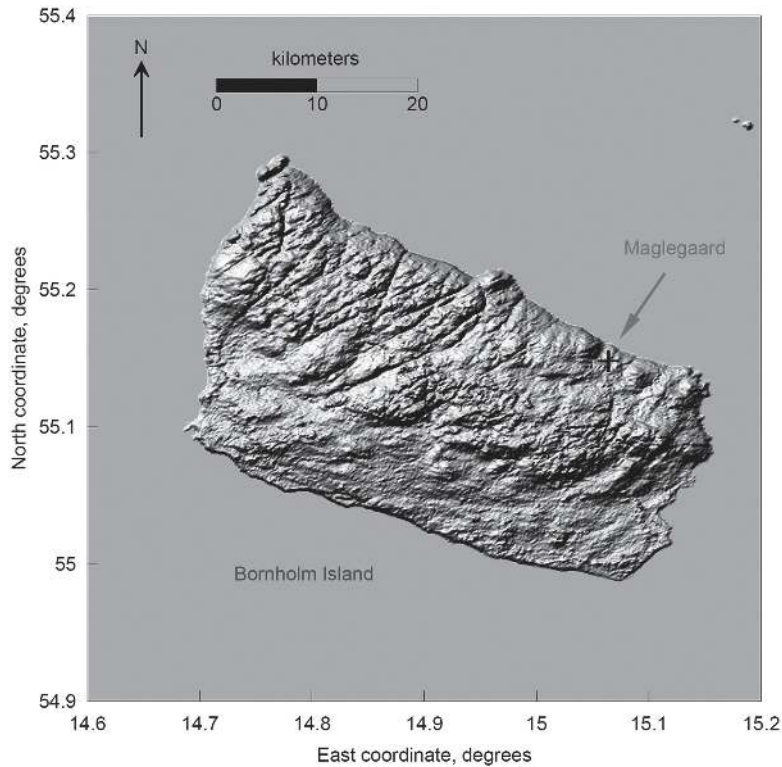 55.4
N
kilometers
0 10 20
55.3
Maglegaard
55.2
North coordinate, degrees
55.1
55
Bornholm Island
54.9
14.6 14.7 14.8 14.9 15 15.1 15.2
East coordinate, degrees